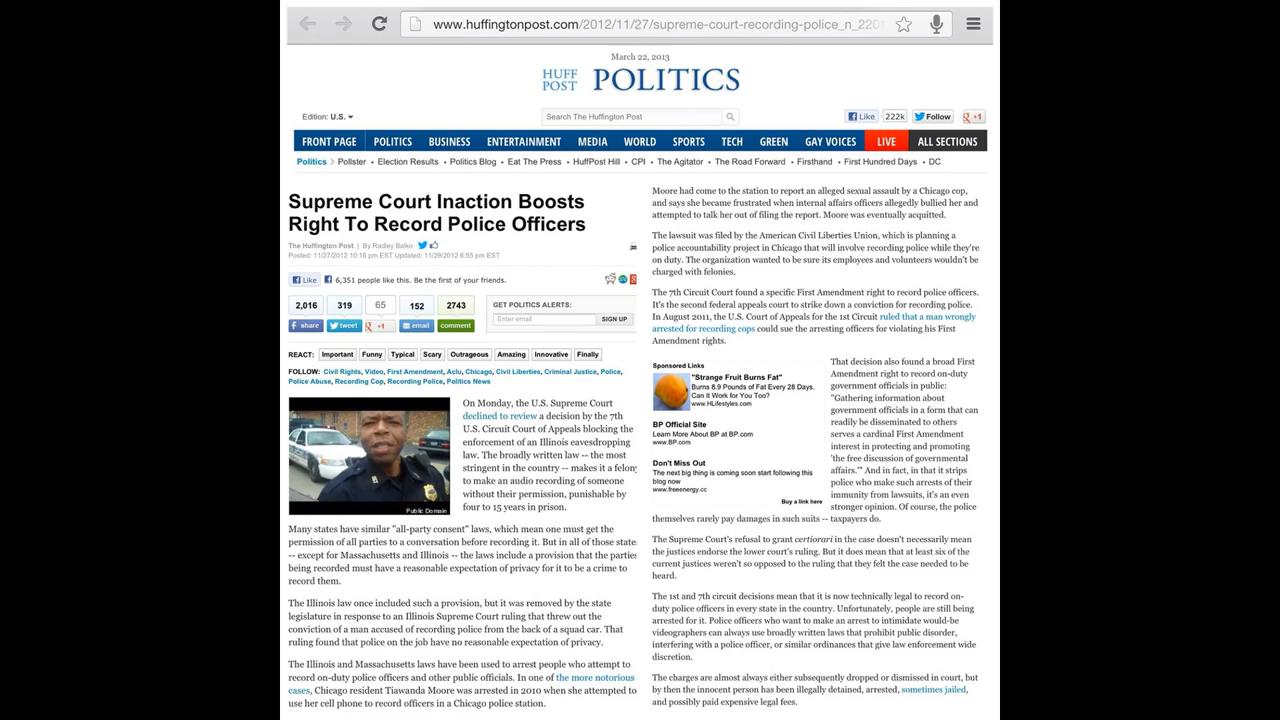 www.huffingtonpost.com/2012/11/27/supreme-court-recording-police_n_2201
March 22, 2013
HUFF POST POLITICS
Edition: U.S.
Search The Huffington Post
Like 222k Follow +1
FRONT PAGE POLITICS BUSINESS ENTERTAINMENT MEDIA WORLD SPORTS TECH GREEN GAY VOICES LIVE ALL SECTIONS
Politics Pollster • Election Results • Politics Blog • Eat The Press • HuffPost Hill • CPI • The Agitator • The Road Forward • Firsthand • First Hundred Days • DC
Supreme Court Inaction Boosts
Right To Record Police Officers
The Huffington Post | By Radley Balko
Posted: 11/27/2012 10:16 pm EST Updated: 11/29/2012 6:55 pm EST
Like 6,351 people like this. Be the first of your friends.
2,016 319 65 152 2743
share tweet +1 email comment
GET POLITICS ALERTS:
Enter email SIGN UP
REACT: Important Funny Typical Scary Outrageous Amazing Innovative Finally
FOLLOW: Civil Rights, Video, First Amendment, Aclu, Chicago, Civil Liberties, Criminal Justice, Police,
Police Abuse, Recording Cop, Recording Police, Politics News
Public Domain
On Monday, the U.S. Supreme Court
declined to review a decision by the 7th
U.S. Circuit Court of Appeals blocking the
enforcement of an Illinois eavesdropping
law. The broadly written law -- the most
stringent in the country -- makes it a felony
to make an audio recording of someone
without their permission, punishable by
four to 15 years in prison.
Many states have similar "all-party consent" laws, which mean one must get the
permission of all parties to a conversation before recording it. But in all of those states
-- except for Massachusetts and Illinois -- the laws include a provision that the parties
being recorded must have a reasonable expectation of privacy for it to be a crime to
record them.
The Illinois law once included such a provision, but it was removed by the state
legislature in response to an Illinois Supreme Court ruling that threw out the
conviction of a man accused of recording police from the back of a squad car. That
ruling found that police on the job have no reasonable expectation of privacy.
The Illinois and Massachusetts laws have been used to arrest people who attempt to
record on-duty police officers and other public officials. In one of the more notorious
cases, Chicago resident Tiawanda Moore was arrested in 2010 when she attempted to
use her cell phone to record officers in a Chicago police station.
Moore had come to the station to report an alleged sexual assault by a Chicago cop,
and says she became frustrated when internal affairs officers allegedly bullied her and
attempted to talk her out of filing the report. Moore was eventually acquitted.
The lawsuit was filed by the American Civil Liberties Union, which is planning a
police accountability project in Chicago that will involve recording police while they're
on duty. The organization wanted to be sure its employees and volunteers wouldn't be
charged with felonies.
The 7th Circuit Court found a specific First Amendment right to record police officers.
It's the second federal appeals court to strike down a conviction for recording police.
In August 2011, the U.S. Court of Appeals for the 1st Circuit ruled that a man wrongly
arrested for recording cops could sue the arresting officers for violating his First
Amendment rights.
Sponsored Links
"Strange Fruit Burns Fat"
Burns 8.9 Pounds of Fat Every 28 Days.
Can It Work for You Too?
www.HLifestyles.com
BP Official Site
Learn More About BP at BP.com
www.BP.com
Don't Miss Out
The next big thing is coming soon start following this
blog now
www.freeenergy.cc
Buy a link here
That decision also found a broad First
Amendment right to record on-duty
government officials in public:
"Gathering information about
government officials in a form that can
readily be disseminated to others
serves a cardinal First Amendment
interest in protecting and promoting
'the free discussion of governmental
affairs.'" And in fact, in that it strips
police who make such arrests of their
immunity from lawsuits, it's an even
stronger opinion. Of course, the police
themselves rarely pay damages in such suits -- taxpayers do.
The Supreme Court's refusal to grant certiorari in the case doesn't necessarily mean
the justices endorse the lower court's ruling. But it does mean that at least six of the
current justices weren't so opposed to the ruling that they felt the case needed to be
heard.
The 1st and 7th circuit decisions mean that it is now technically legal to record on-
duty police officers in every state in the country. Unfortunately, people are still being
arrested for it. Police officers who want to make an arrest to intimidate would-be
videographers can always use broadly written laws that prohibit public disorder,
interfering with a police officer, or similar ordinances that give law enforcement wide
discretion.
The charges are almost always either subsequently dropped or dismissed in court, but
by then the innocent person has been illegally detained, arrested, sometimes jailed,
and possibly paid expensive legal fees.